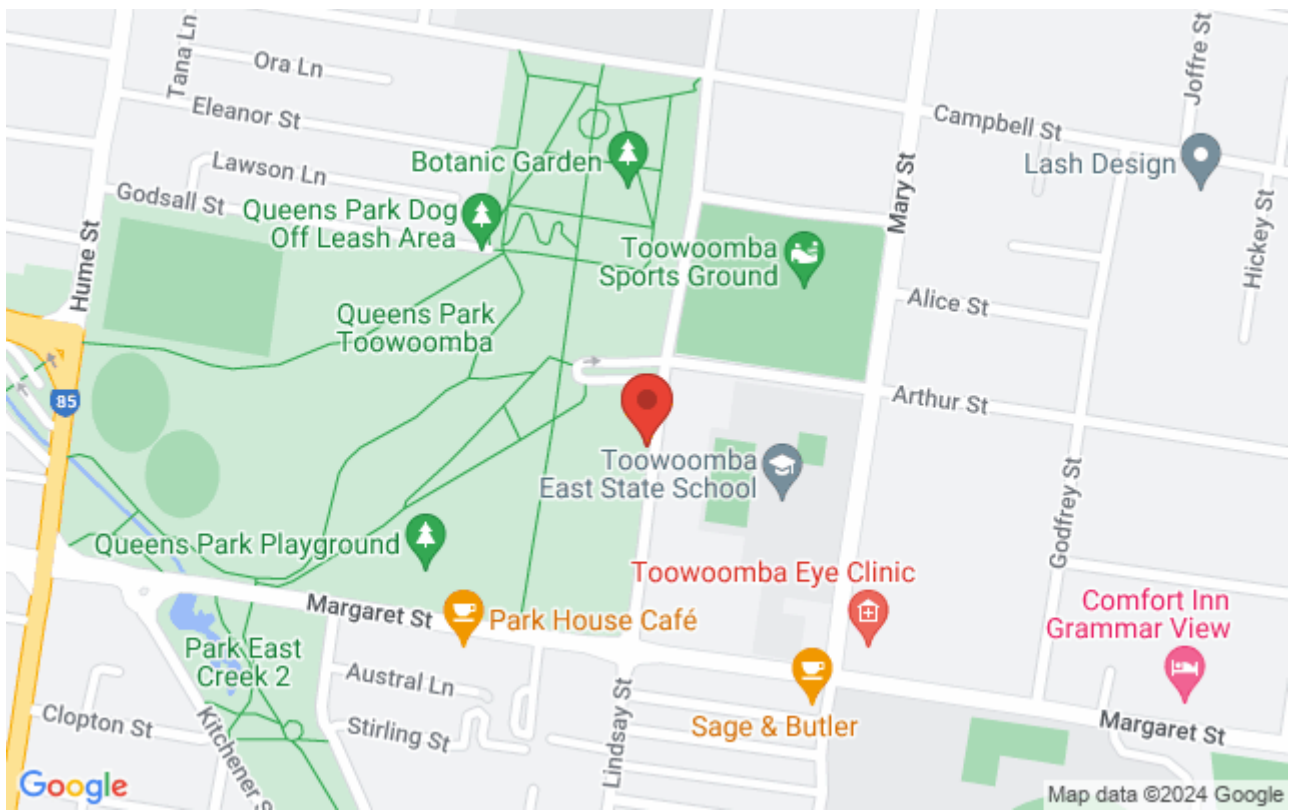 Tana Ln
Ora Ln
Joffre St
Eleanor St
Campbell St
Botanic Garden
Lash Design
Lawson Ln
Mary St
Godsall St
Queens Park Dog
Off Leash Area
Hickey St
Toowoomba
Sports Ground
Hume St
Alice St
Queens Park
Toowoomba
85
Arthur St
Toowoomba
East State School
Godfrey St
Queens Park Playground
Toowoomba Eye Clinic
Margaret St
Park House Café
Comfort Inn
Grammar View
Park East
Creek 2
Austral Ln
Sage & Butler
Clopton St
Kitchener S
Stirling St
Lindsay St
Margaret St
Google
Map data ©2024 Google